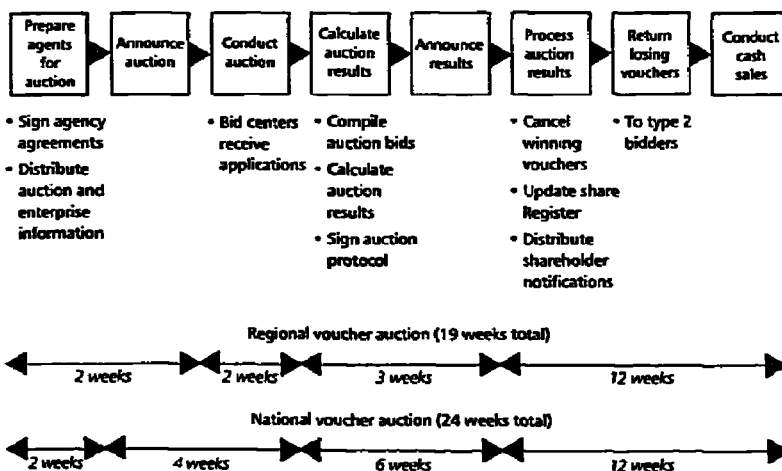 Prepare
agents
for
auction
Announce
auction
Conduct
auction
Calculate
auction
results
Announce
results
Process
auction
results
Return
losing
vouchers
Conduct
cash
sales
• Sign agency
agreements
• Distribute
auction and
enterprise
information
• Bid centers
receive
applications
• Compile
auction bids
• Calculate
auction
results
• Sign auction
protocol
• Cancel
winning
vouchers
• Update share
Register
• Distribute
shareholder
notifications
• To type 2
bidders
Regional voucher auction (19 weeks total)
2 weeks 2 weeks 3 weeks 12 weeks
National voucher auction (24 weeks total)
2 weeks 4 weeks 6 weeks 12 weeks